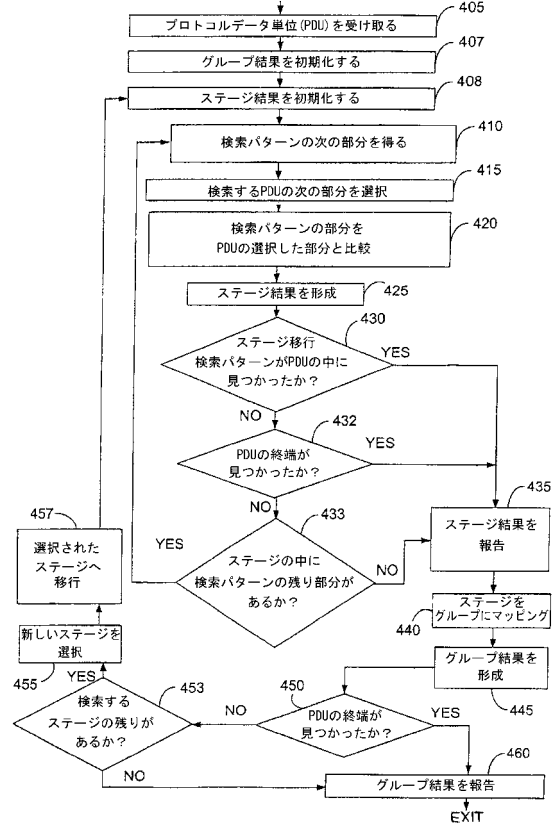 405
プロトコルデータ単位(PDU)を受け取る
407
グループ結果を初期化する
408
ステージ結果を初期化する
410
検索パターンの次の部分を得る
415
検索するPDUの次の部分を選択
420
検索パターンの部分を
PDUの選択した部分と比較
ステージ結果を形成
425
430
ステージ移行
検索パターンがPDUの中に
見つかったか?
YES
NO
432
PDUの終端が
見つかったか?
YES
NO
433
ステージの中に
検索パターンの残り部分が
あるか?
YES
NO
435
ステージ結果を
報告
ステージを
グループにマッピング
440
グループ結果を
形成
445
450
PDUの終端が
見つかったか?
NO
YES
453
検索する
ステージの残りが
あるか?
YES
NO
新しいステージを
選択
455
457
選択された
ステージへ
移行
460
グループ結果を報告
EXIT